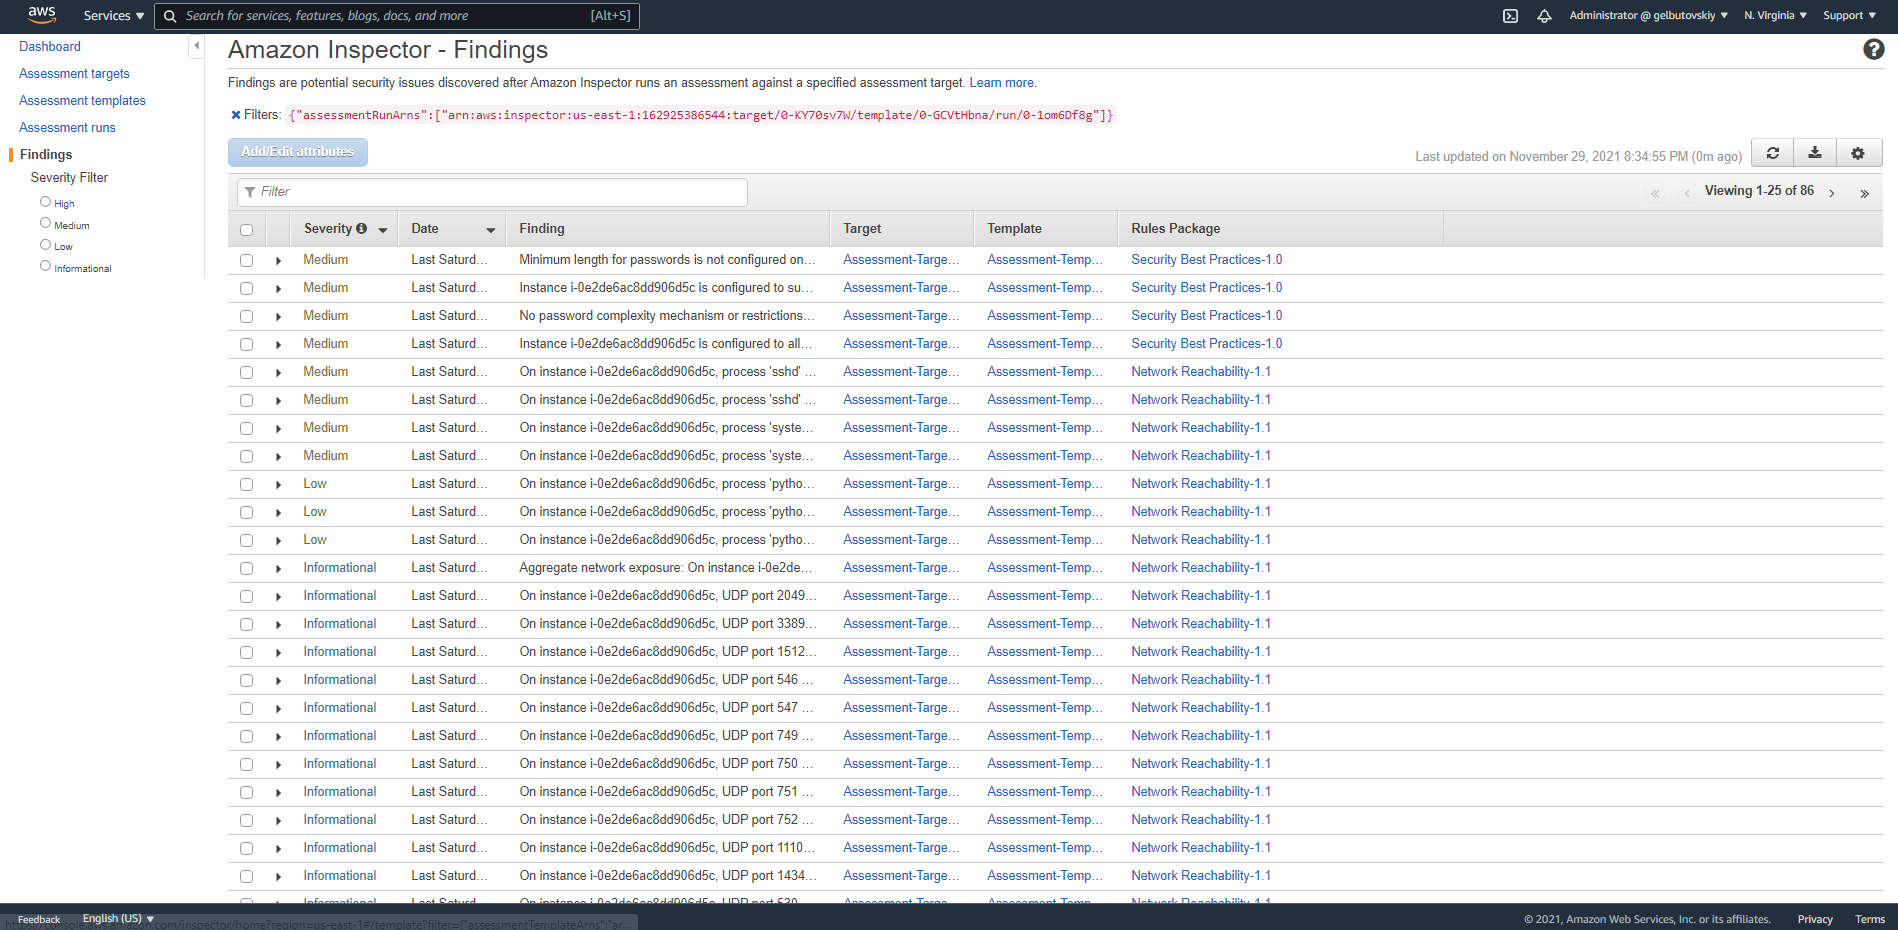 aws Services Search for services, features, blogs, docs, and more [Alt+S] Administrator @ gelbutovskiy N. Virginia Support
Dashboard
Assessment targets
Assessment templates
Assessment runs
Findings
Severity Filter
High
Medium
Low
Informational
Amazon Inspector - Findings
Findings are potential security issues discovered after Amazon Inspector runs an assessment against a specified assessment target. Learn more.
Filters: {"assessmentRunArns":["arn:aws:inspector:us-east-1:162925386544:target/0-KY70sv7W/template/0-GCVtHbna/run/0-1om6Df8g"]}
Add/Edit attributes Last updated on November 29, 2021 8:34:55 PM (0m ago)
Filter « ‹ Viewing 1-25 of 86 › »
Severity Date Finding Target Template Rules Package
Medium Last Saturd... Minimum length for passwords is not configured on... Assessment-Targe... Assessment-Temp... Security Best Practices-1.0
Medium Last Saturd... Instance i-0e2de6ac8dd906d5c is configured to su... Assessment-Targe... Assessment-Temp... Security Best Practices-1.0
Medium Last Saturd... No password complexity mechanism or restrictions... Assessment-Targe... Assessment-Temp... Security Best Practices-1.0
Medium Last Saturd... Instance i-0e2de6ac8dd906d5c is configured to all... Assessment-Targe... Assessment-Temp... Security Best Practices-1.0
Medium Last Saturd... On instance i-0e2de6ac8dd906d5c, process 'sshd' ... Assessment-Targe... Assessment-Temp... Network Reachability-1.1
Medium Last Saturd... On instance i-0e2de6ac8dd906d5c, process 'sshd' ... Assessment-Targe... Assessment-Temp... Network Reachability-1.1
Medium Last Saturd... On instance i-0e2de6ac8dd906d5c, process 'syste... Assessment-Targe... Assessment-Temp... Network Reachability-1.1
Medium Last Saturd... On instance i-0e2de6ac8dd906d5c, process 'syste... Assessment-Targe... Assessment-Temp... Network Reachability-1.1
Low Last Saturd... On instance i-0e2de6ac8dd906d5c, process 'pytho... Assessment-Targe... Assessment-Temp... Network Reachability-1.1
Low Last Saturd... On instance i-0e2de6ac8dd906d5c, process 'pytho... Assessment-Targe... Assessment-Temp... Network Reachability-1.1
Low Last Saturd... On instance i-0e2de6ac8dd906d5c, process 'pytho... Assessment-Targe... Assessment-Temp... Network Reachability-1.1
Informational Last Saturd... Aggregate network exposure: On instance i-0e2de... Assessment-Targe... Assessment-Temp... Network Reachability-1.1
Informational Last Saturd... On instance i-0e2de6ac8dd906d5c, UDP port 2049... Assessment-Targe... Assessment-Temp... Network Reachability-1.1
Informational Last Saturd... On instance i-0e2de6ac8dd906d5c, UDP port 3389... Assessment-Targe... Assessment-Temp... Network Reachability-1.1
Informational Last Saturd... On instance i-0e2de6ac8dd906d5c, UDP port 1512... Assessment-Targe... Assessment-Temp... Network Reachability-1.1
Informational Last Saturd... On instance i-0e2de6ac8dd906d5c, UDP port 546 ... Assessment-Targe... Assessment-Temp... Network Reachability-1.1
Informational Last Saturd... On instance i-0e2de6ac8dd906d5c, UDP port 547 ... Assessment-Targe... Assessment-Temp... Network Reachability-1.1
Informational Last Saturd... On instance i-0e2de6ac8dd906d5c, UDP port 749 ... Assessment-Targe... Assessment-Temp... Network Reachability-1.1
Informational Last Saturd... On instance i-0e2de6ac8dd906d5c, UDP port 750 ... Assessment-Targe... Assessment-Temp... Network Reachability-1.1
Informational Last Saturd... On instance i-0e2de6ac8dd906d5c, UDP port 751 ... Assessment-Targe... Assessment-Temp... Network Reachability-1.1
Informational Last Saturd... On instance i-0e2de6ac8dd906d5c, UDP port 752 ... Assessment-Targe... Assessment-Temp... Network Reachability-1.1
Informational Last Saturd... On instance i-0e2de6ac8dd906d5c, UDP port 1110... Assessment-Targe... Assessment-Temp... Network Reachability-1.1
Informational Last Saturd... On instance i-0e2de6ac8dd906d5c, UDP port 1434... Assessment-Targe... Assessment-Temp... Network Reachability-1.1
Feedback English (US) © 2021, Amazon Web Services, Inc. or its affiliates. Privacy Terms
https://console.aws.amazon.com/inspector/home?region=us-east-1#/template?filter={"assessmentTemplateArns":"ar...